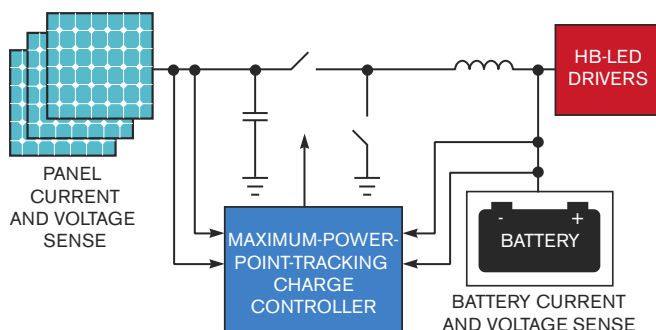 HB-LED
DRIVERS
PANEL
CURRENT
AND VOLTAGE
SENSE
MAXIMUM-POWER-
POINT-TRACKING
CHARGE
CONTROLLER
- +
BATTERY
BATTERY CURRENT
AND VOLTAGE SENSE